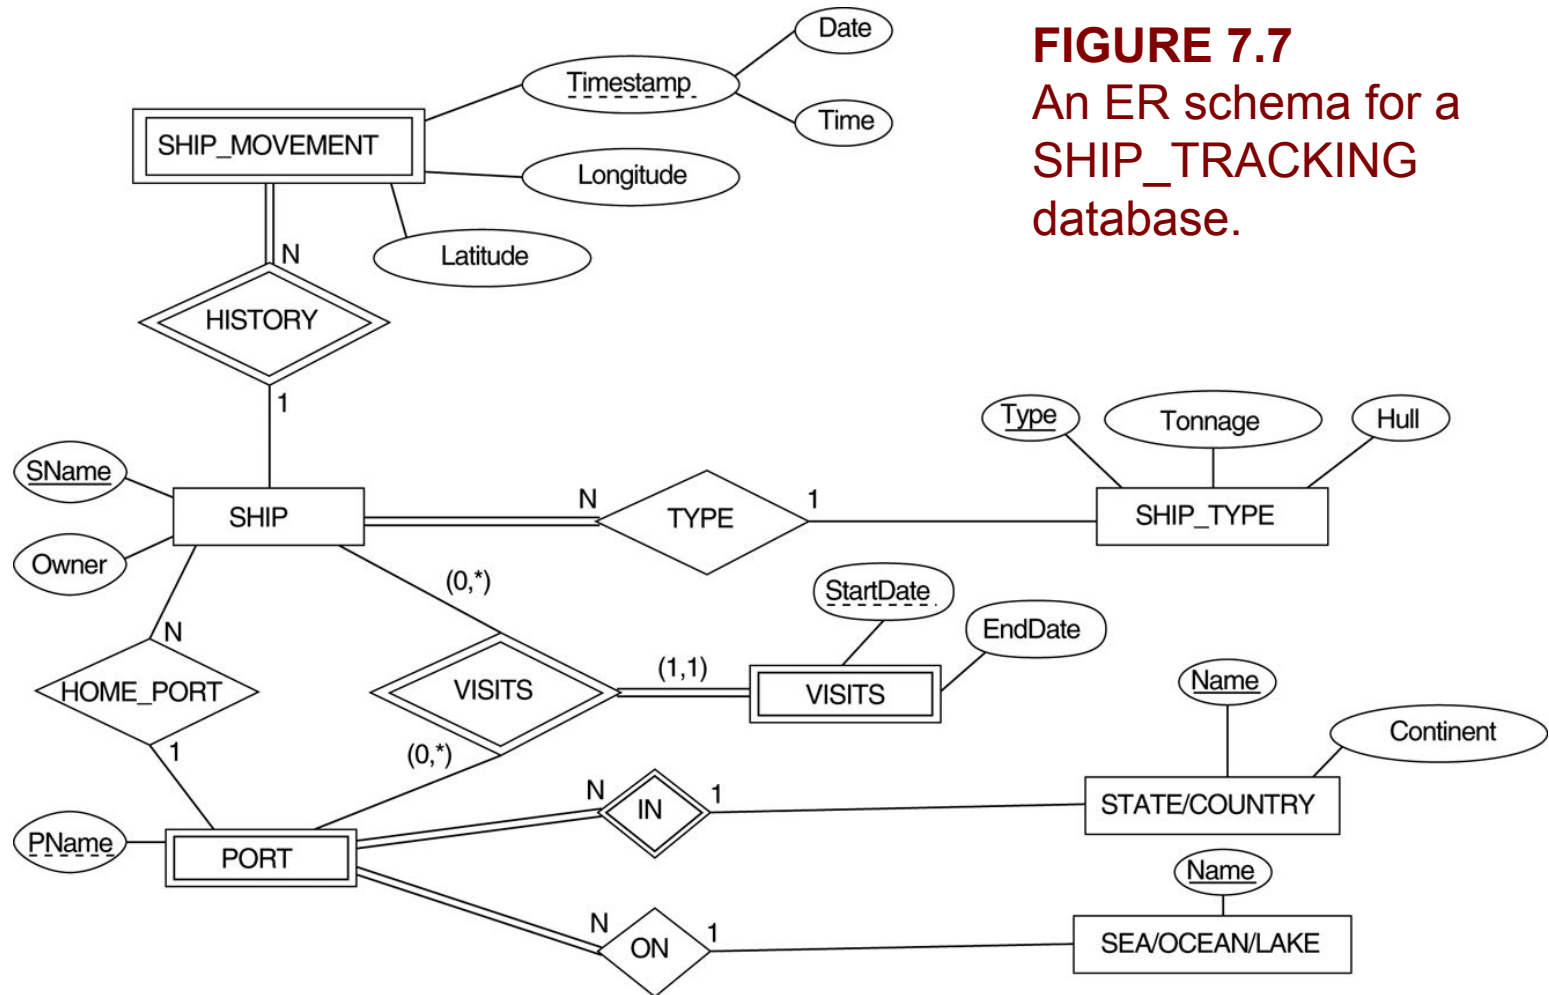 FIGURE 7.7
An ER schema for a
SHIP_TRACKING
database.
Date
Timestamp
Time
SHIP_MOVEMENT
Longitude
Latitude
N
HISTORY
1
Type
Tonnage
Hull
SName
SHIP
N
TYPE
1
SHIP_TYPE
Owner
(0,*)
StartDate
EndDate
N
HOME_PORT
1
VISITS
(1,1)
VISITS
(0,*)
Name
Continent
N
IN
1
STATE/COUNTRY
PName
PORT
Name
N
ON
1
SEA/OCEAN/LAKE